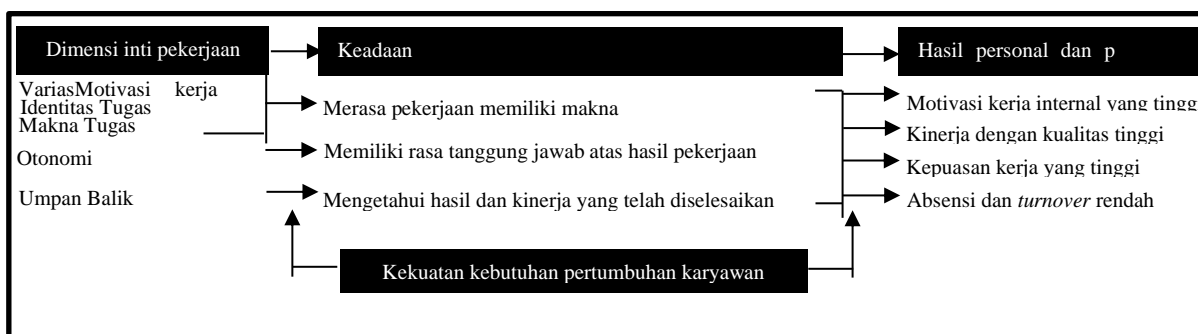 Dimensi inti pekerjaan
Keadaan
Hasil personal dan p
VariasMotivasi kerja
Identitas Tugas
Makna Tugas
Otonomi
Umpan Balik
Merasa pekerjaan memiliki makna
Memiliki rasa tanggung jawab atas hasil pekerjaan
Mengetahui hasil dan kinerja yang telah diselesaikan
Motivasi kerja internal yang tinggi
Kinerja dengan kualitas tinggi
Kepuasan kerja yang tinggi
Absensi dan turnover rendah
Kekuatan kebutuhan pertumbuhan karyawan